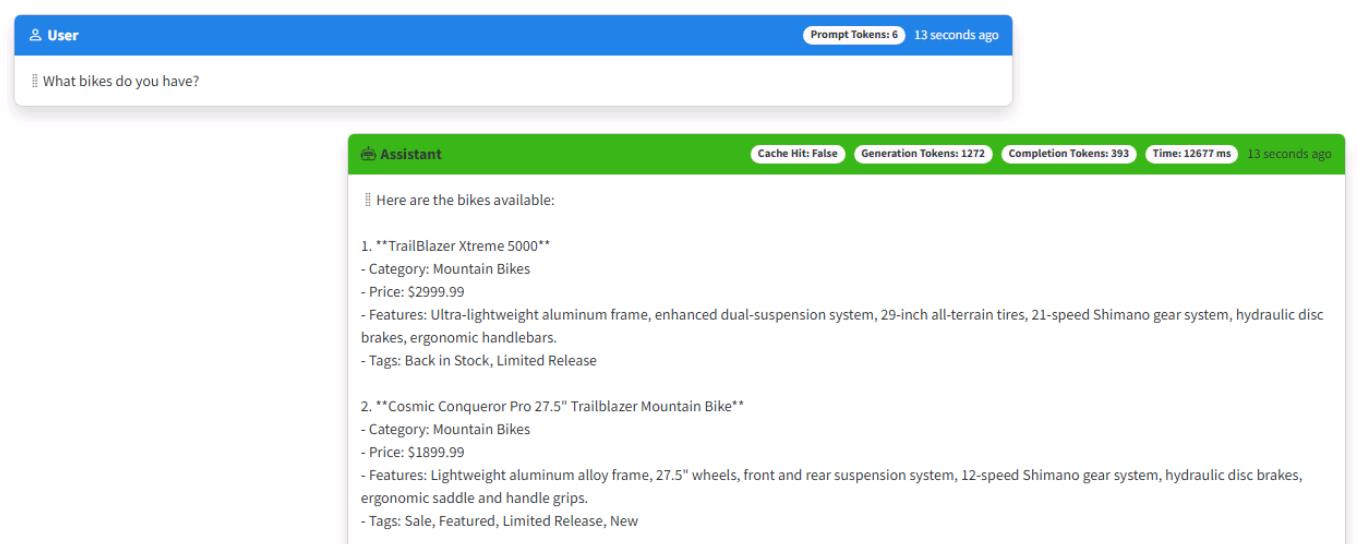 User
Prompt Tokens: 6
13 seconds ago
What bikes do you have?
Assistant
Cache Hit: False
Generation Tokens: 1272
Completion Tokens: 393
Time: 12677 ms
13 seconds ago
Here are the bikes available:
1. **TrailBlazer Xtreme 5000**
- Category: Mountain Bikes
- Price: $2999.99
- Features: Ultra-lightweight aluminum frame, enhanced dual-suspension system, 29-inch all-terrain tires, 21-speed Shimano gear system, hydraulic disc
brakes, ergonomic handlebars.
- Tags: Back in Stock, Limited Release
2. **Cosmic Conqueror Pro 27.5" Trailblazer Mountain Bike**
- Category: Mountain Bikes
- Price: $1899.99
- Features: Lightweight aluminum alloy frame, 27.5" wheels, front and rear suspension system, 12-speed Shimano gear system, hydraulic disc brakes,
ergonomic saddle and handle grips.
- Tags: Sale, Featured, Limited Release, New